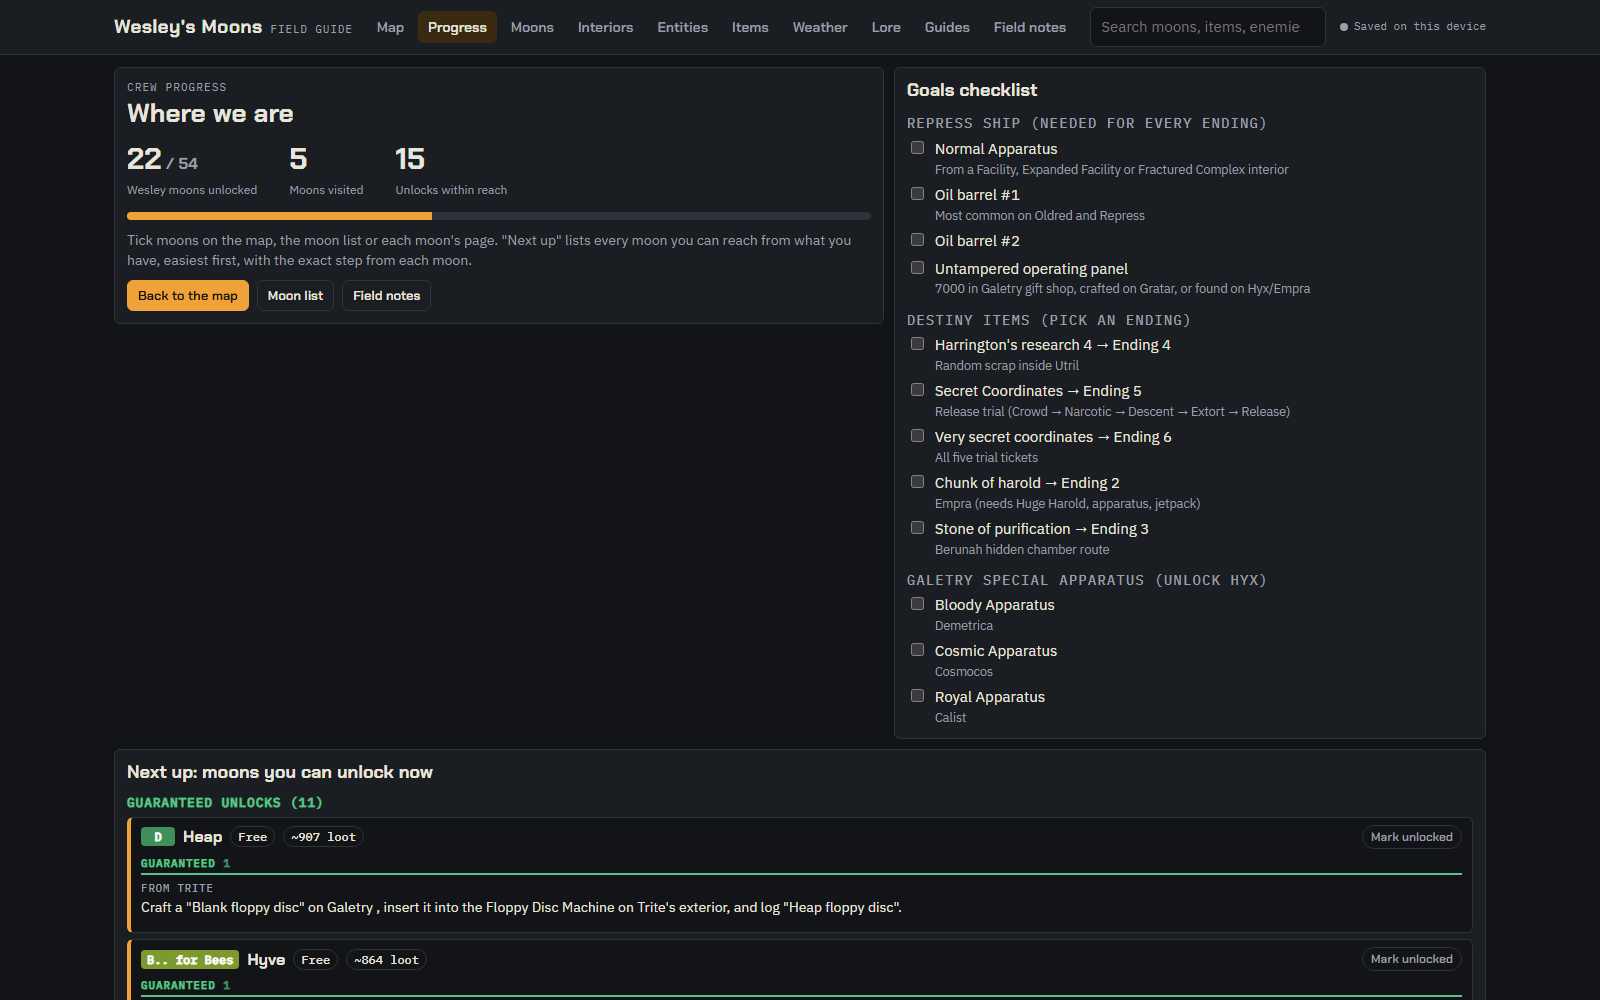 Wesley's Moons FIELD GUIDE Map Progress Moons Interiors Entities Items Weather Lore Guides Field notes Search moons, items, enemie Saved on this device
CREW PROGRESS
Where we are
22 / 54 5 15
Wesley moons unlocked Moons visited Unlocks within reach
Tick moons on the map, the moon list or each moon's page. "Next up" lists every moon you can reach from what you
have, easiest first, with the exact step from each moon.
Back to the map Moon list Field notes
Goals checklist
REPRESS SHIP (NEEDED FOR EVERY ENDING)
Normal Apparatus
From a Facility, Expanded Facility or Fractured Complex interior
Oil barrel #1
Most common on Oldred and Repress
Oil barrel #2
Untampered operating panel
7000 in Galetry gift shop, crafted on Gratar, or found on Hyx/Empra
DESTINY ITEMS (PICK AN ENDING)
Harrington's research 4 → Ending 4
Random scrap inside Utril
Secret Coordinates → Ending 5
Release trial (Crowd → Narcotic → Descent → Extort → Release)
Very secret coordinates → Ending 6
All five trial tickets
Chunk of harold → Ending 2
Empra (needs Huge Harold, apparatus, jetpack)
Stone of purification → Ending 3
Berunah hidden chamber route
GALETRY SPECIAL APPARATUS (UNLOCK HYX)
Bloody Apparatus
Demetrica
Cosmic Apparatus
Cosmocos
Royal Apparatus
Calist
Next up: moons you can unlock now
GUARANTEED UNLOCKS (11)
D Heap Free ~907 loot Mark unlocked
GUARANTEED 1
FROM TRITE
Craft a "Blank floppy disc" on Galetry , insert it into the Floppy Disc Machine on Trite's exterior, and log "Heap floppy disc".
B.. for Bees Hyve Free ~864 loot Mark unlocked
GUARANTEED 1